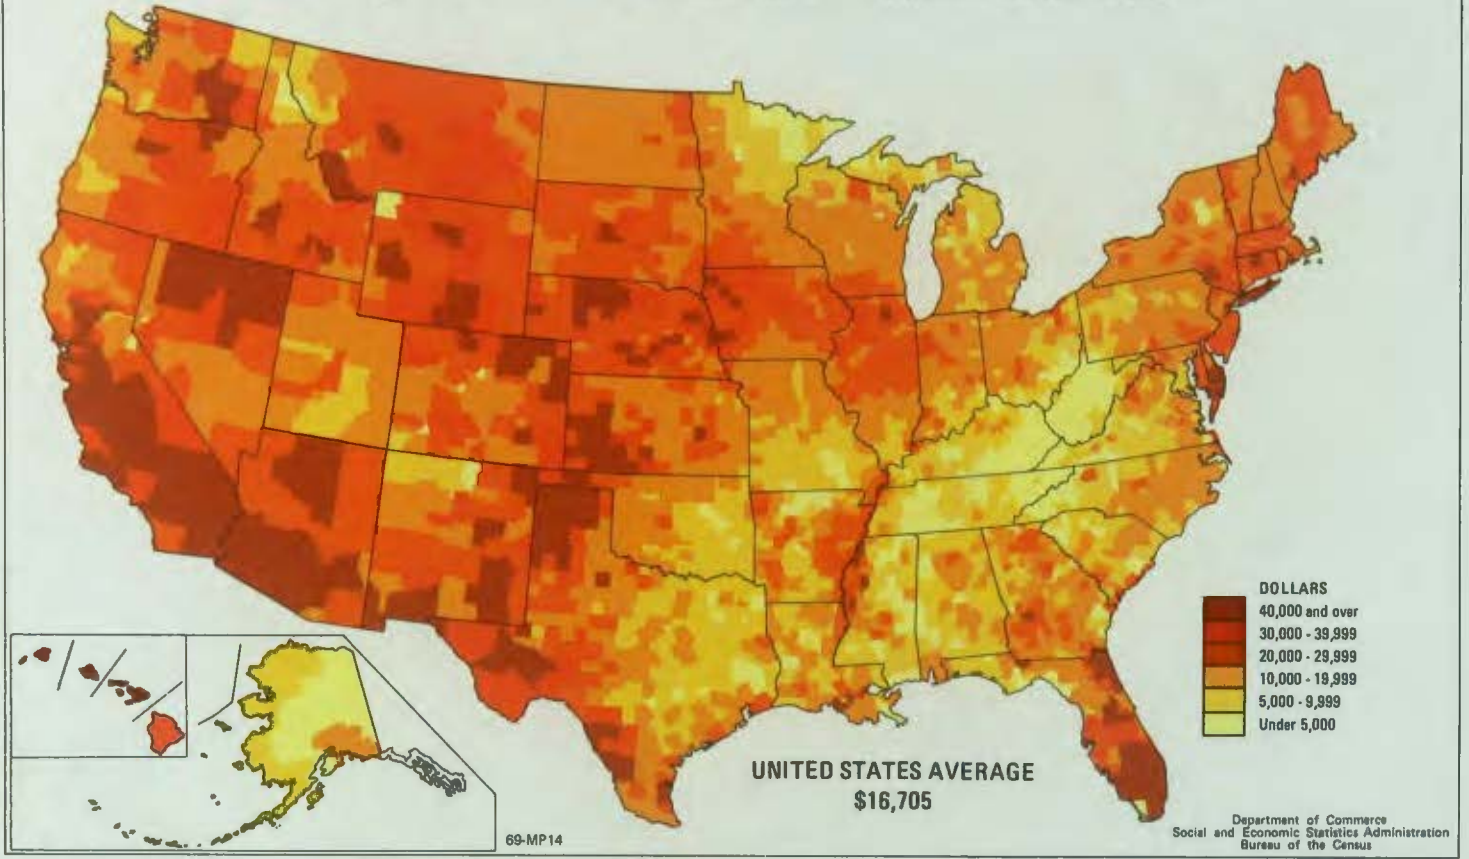 DOLLARS
40,000 and over
30,000 - 39,999
20,000 - 29,999
10,000 - 19,999
5,000 - 9,999
Under 5,000
UNITED STATES AVERAGE
$16,705
69-MP14
Department of Commerce
Social and Economic Statistics Administration
Bureau of the Census